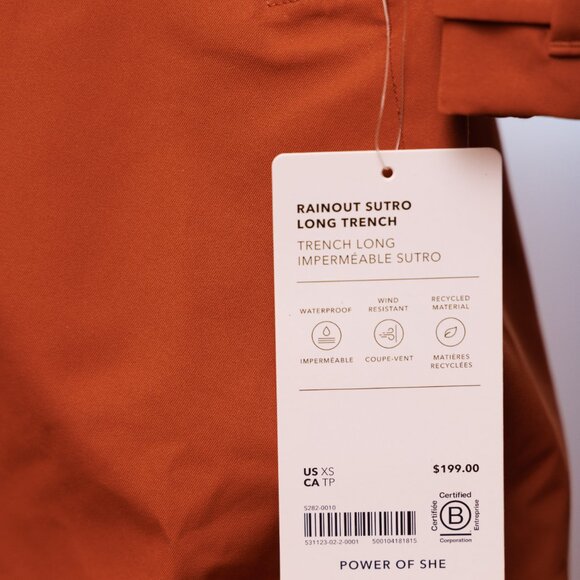 RAINOUT SUTRO
LONG TRENCH
TRENCH LONG
IMPERMÉABLE SUTRO
WATERPROOF
WIND
RESISTANT
RECYCLED
MATERIAL
IMPERMÉABLE
COUPE-VENT
MATIÈRES
RECYCLÉES
US XS
CA TP
$199.00
5282-0010
531123-02-2-0001 500104181815
Certified
Certifiée
B
Entreprise
Corporation
POWER OF SHE